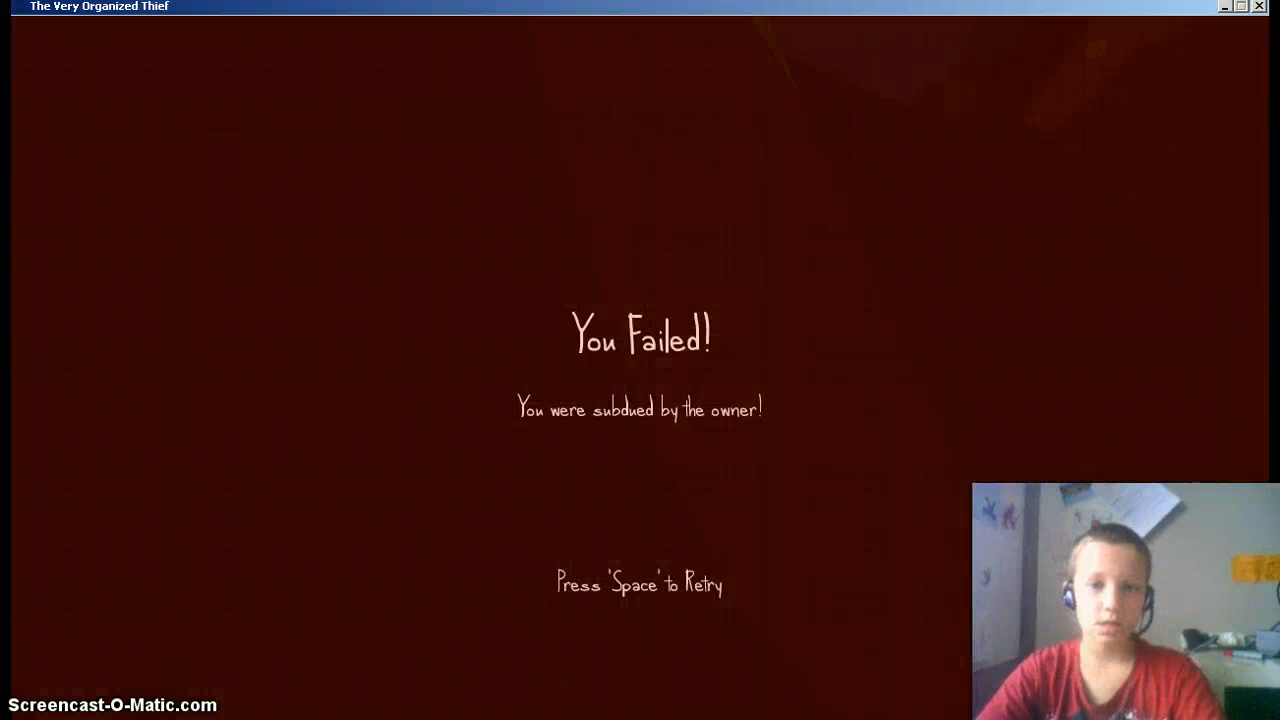 The Very Organized Thief
You Failed!
You were subdued by the owner!
Press 'Space' to Retry
Screencast-O-Matic.com